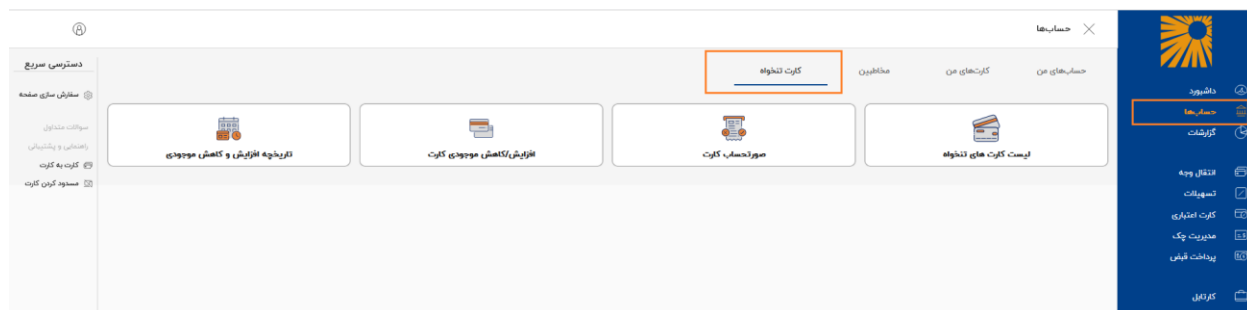 حساب‌ها
داشبورد
حساب‌ها
گزارشات
انتقال وجه
تسهیلات
کارت اعتباری
مدیریت چک
پرداخت قبض
کارتابل
حساب‌های من
کارت‌های من
مخاطبین
کارت تنخواه
لیست کارت های تنخواه
صورتحساب کارت
افزایش/کاهش موجودی کارت
تاریخچه افزایش و کاهش موجودی
دسترسی سریع
سفارش سازی صفحه
سوالات متداول
راهنمایی و پشتیبانی
کارت به کارت
مسدود کردن کارت